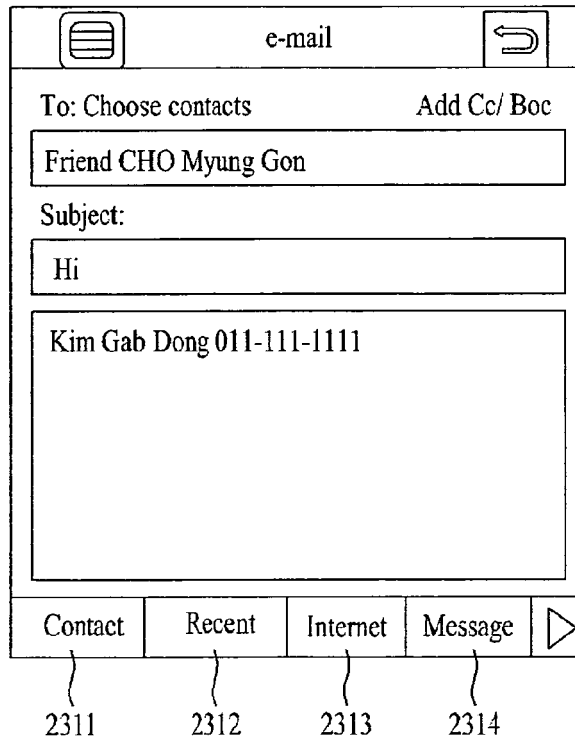 e-mail
To: Choose contacts Add Cc/ Boc
Friend CHO Myung Gon
Subject:
Hi
Kim Gab Dong 011-111-1111
Contact Recent Internet Message
2311 2312 2313 2314